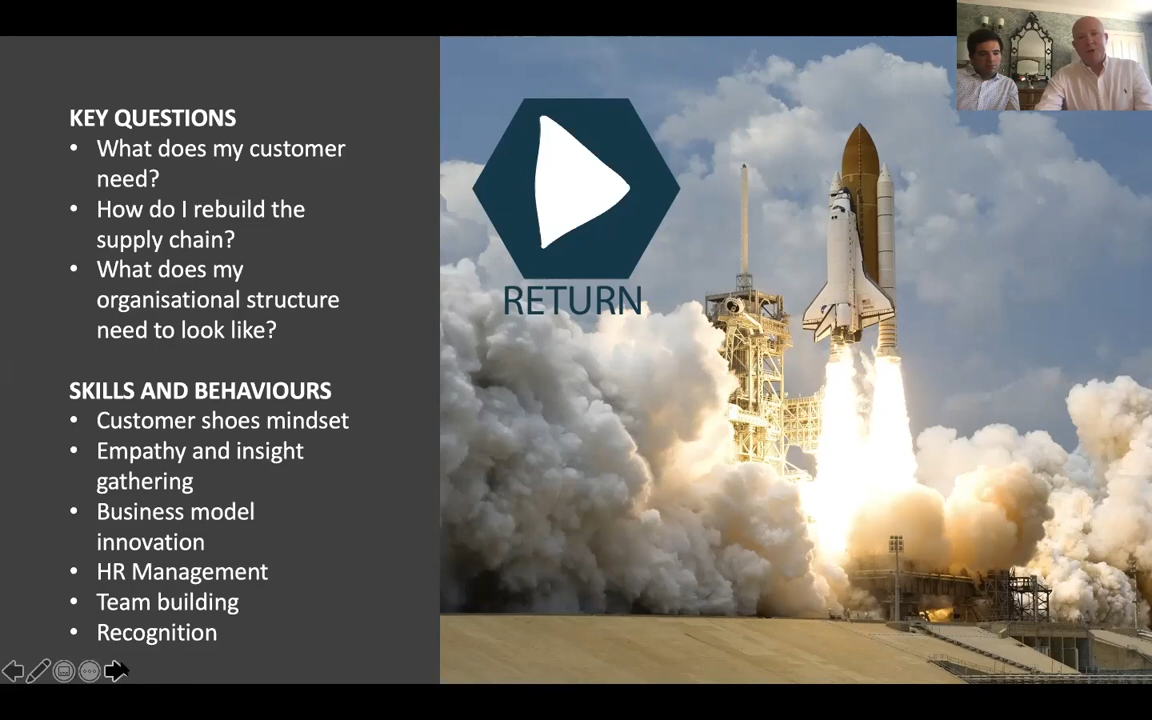 KEY QUESTIONS
• What does my customer
need?
• How do I rebuild the
supply chain?
• What does my
organisational structure
need to look like?
SKILLS AND BEHAVIOURS
• Customer shoes mindset
• Empathy and insight
gathering
• Business model
innovation
• HR Management
• Team building
• Recognition
RETURN